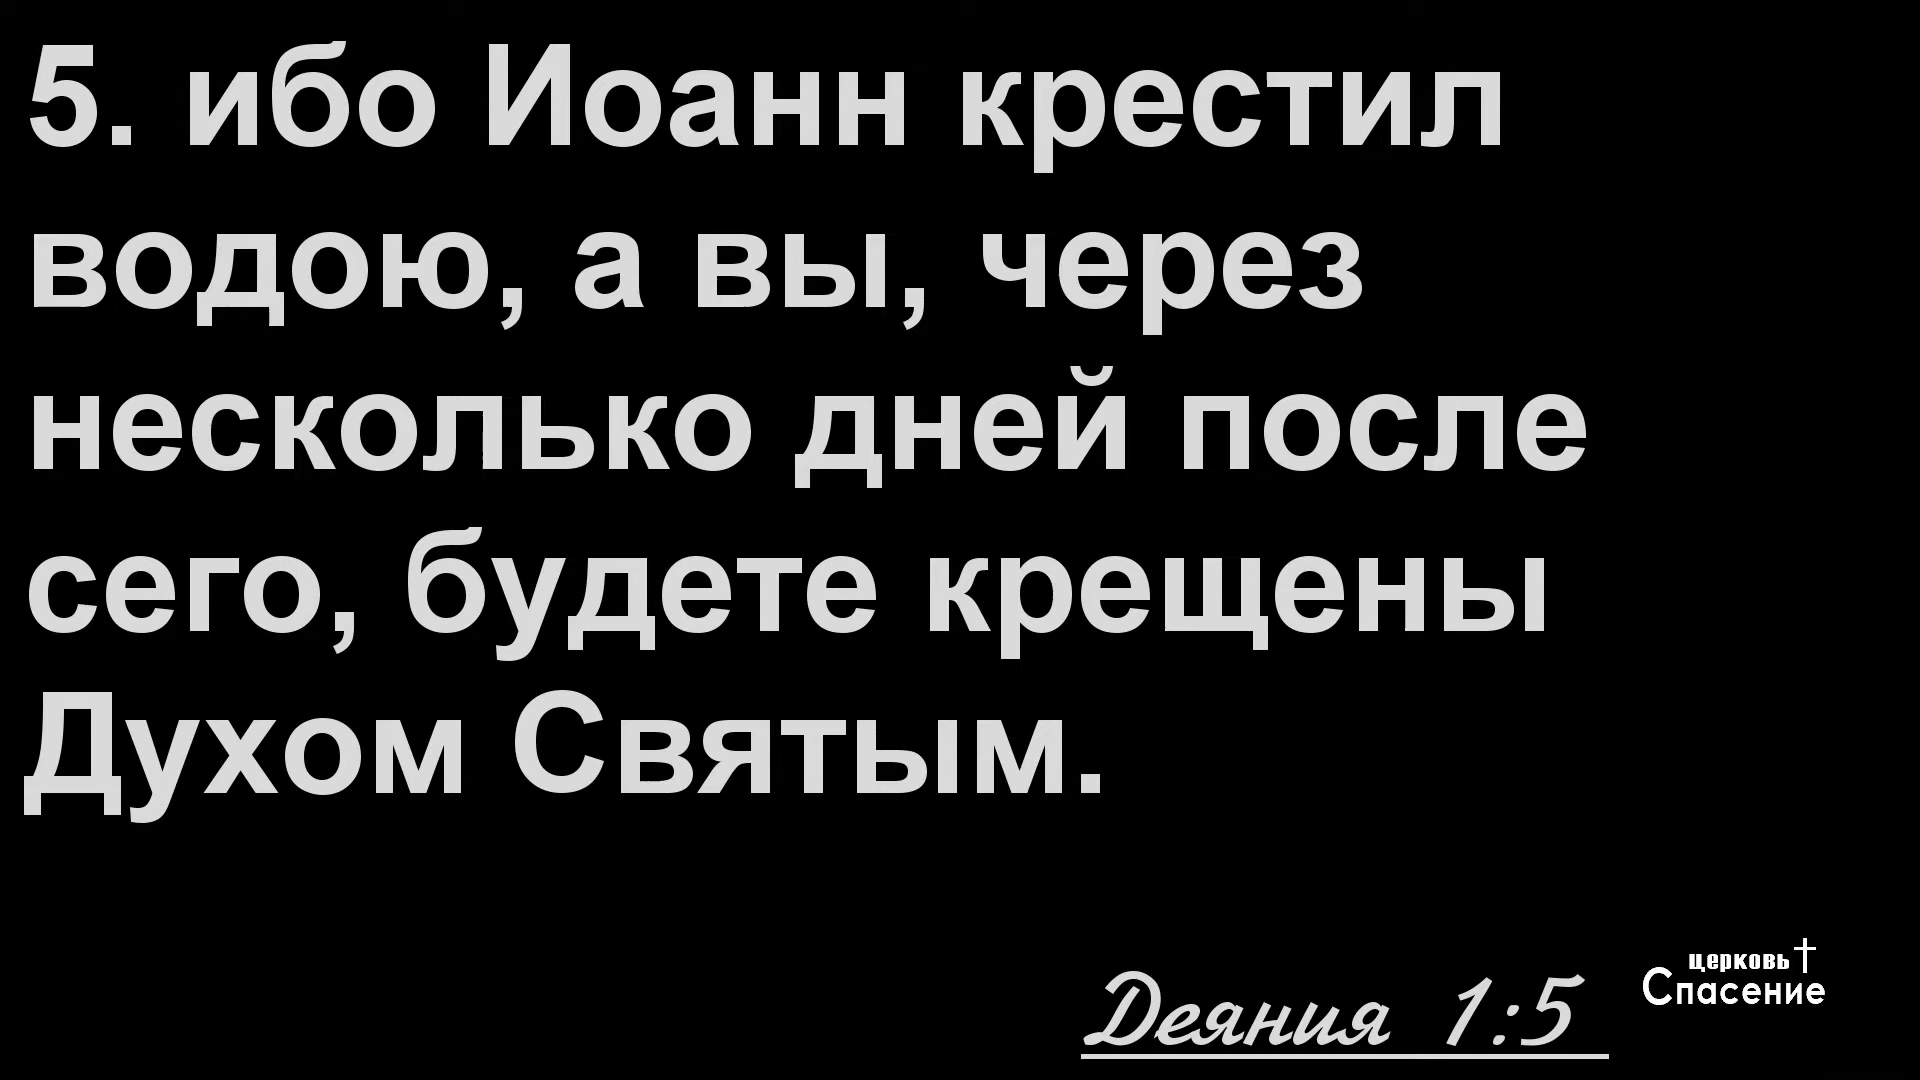 5. ибо Иоанн крестил
водою, а вы, через
несколько дней после
сего, будете крещены
Духом Святым.
Деяния 1:5
церковь
Спасение